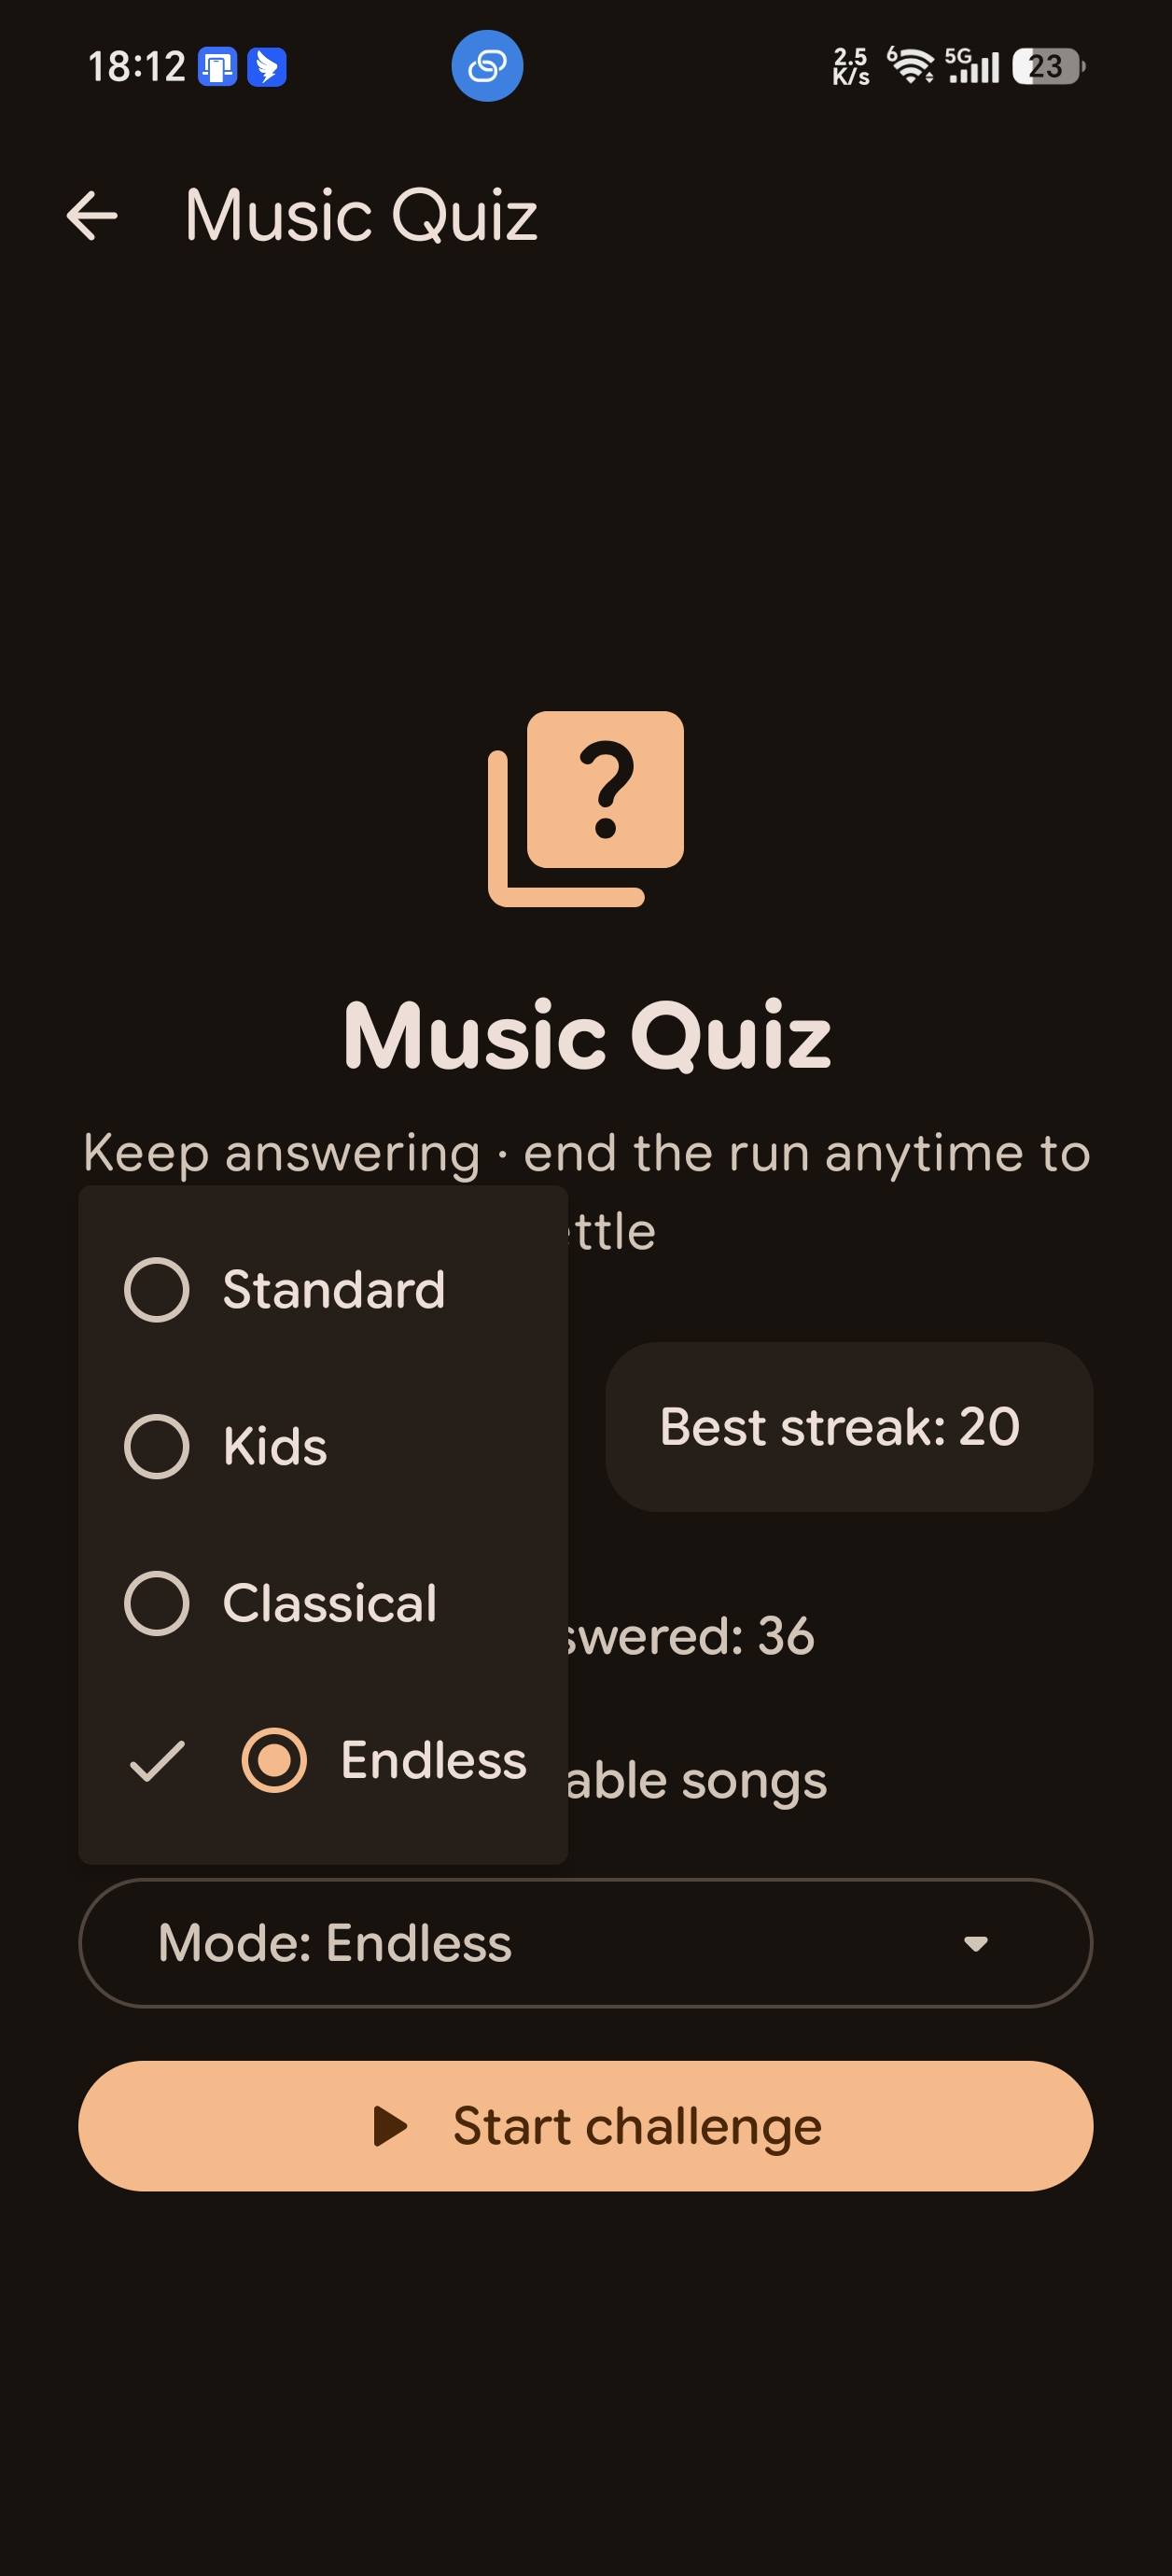 18:12
2.5
K/s
6
5G
23
Music Quiz
?
Music Quiz
Keep answering · end the run anytime to
ttle
Standard
Best streak: 20
Kids
Classical
swered: 36
Endless
able songs
Mode: Endless
Start challenge